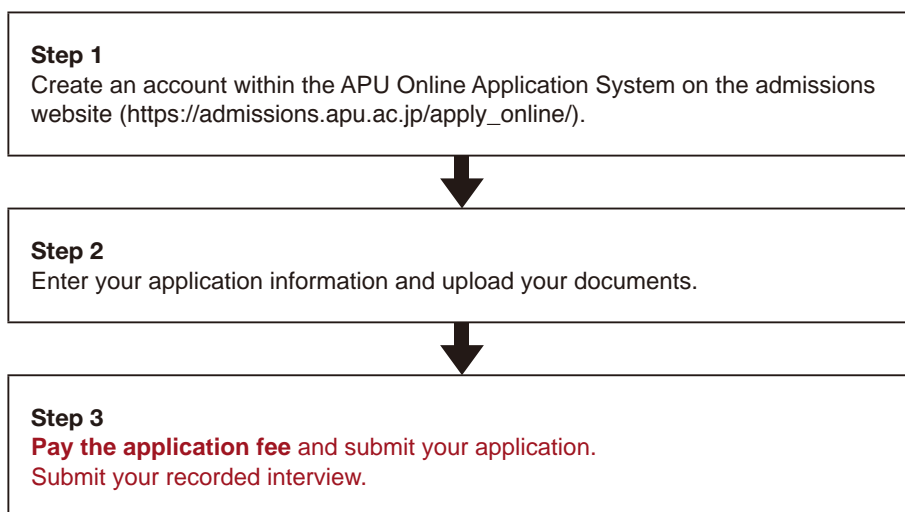 Step 1
Create an account within the APU Online Application System on the admissions
website (https://admissions.apu.ac.jp/apply_online/).
Step 2
Enter your application information and upload your documents.
Step 3
Pay the application fee and submit your application.
Submit your recorded interview.